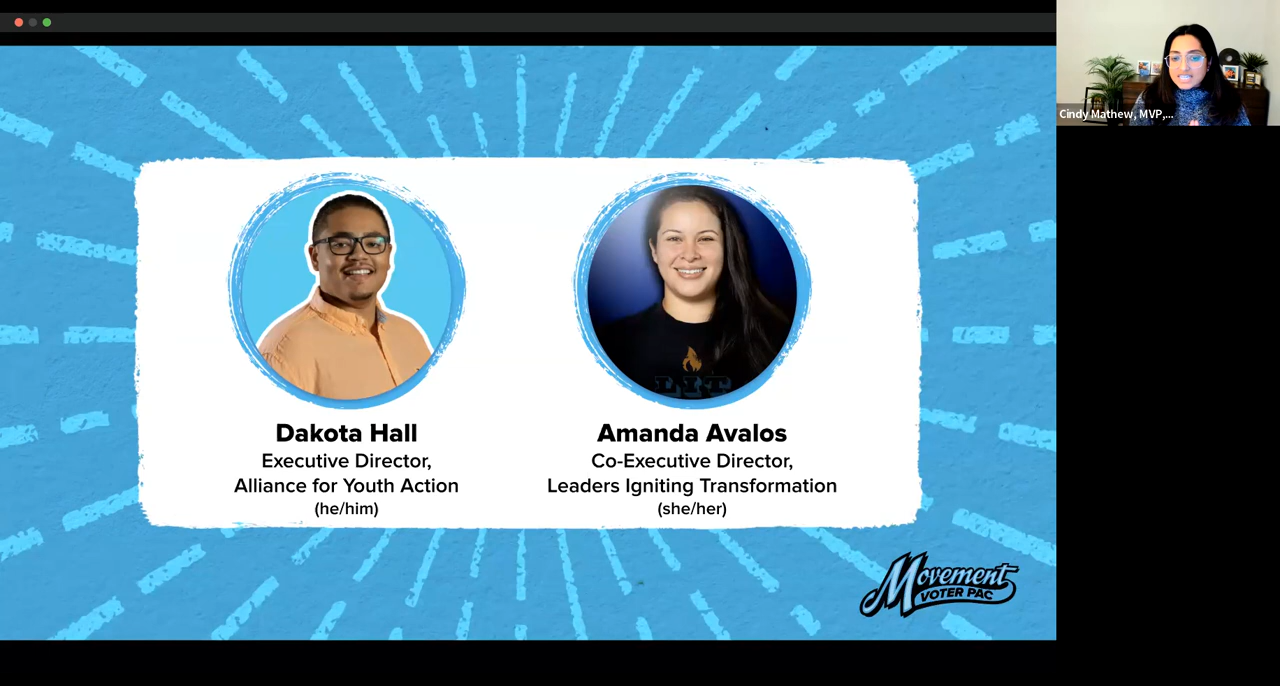 Cindy Mathew, MVP,...
Dakota Hall
Executive Director,
Alliance for Youth Action
(he/him)
LIT
Amanda Avalos
Co-Executive Director,
Leaders Igniting Transformation
(she/her)
Movement
VOTER PAC